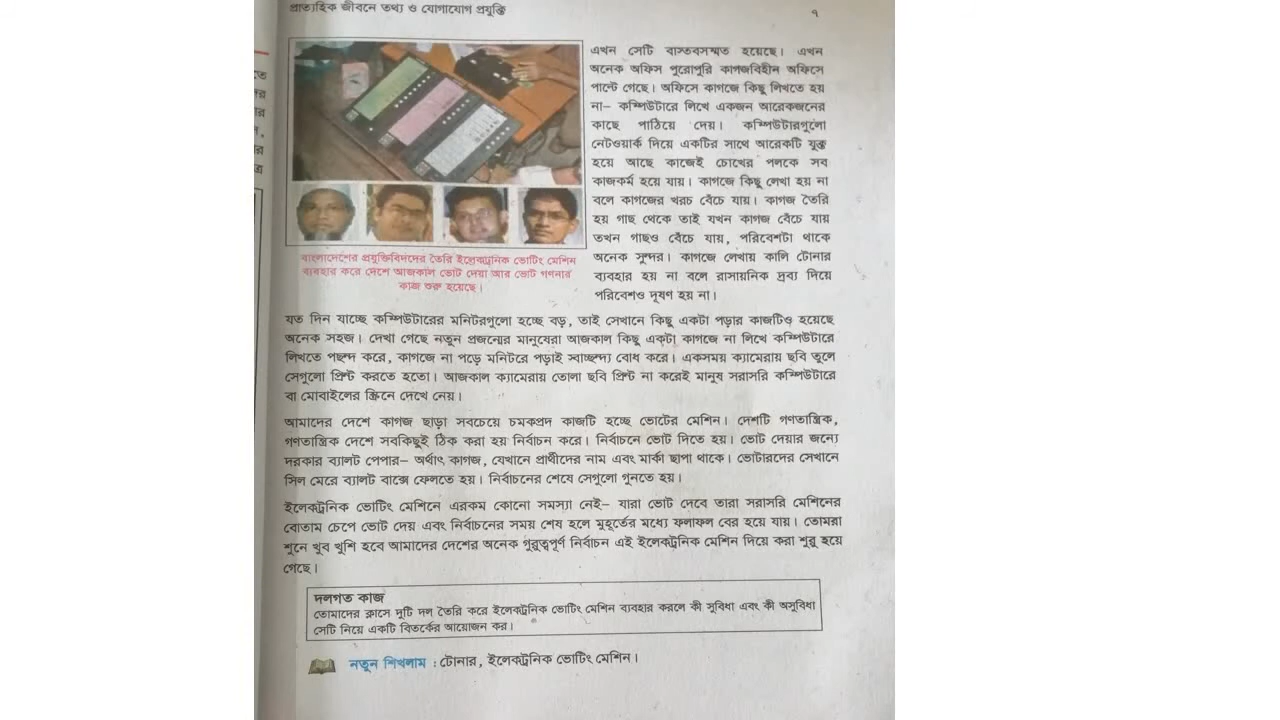 প্রাত্যহিক জীবনে তথ্য ও যোগাযোগ প্রযুক্তি
৭
এখন সেটি বাস্তবসম্মত হয়েছে। এখন
অনেক অফিস পুরোপুরি কাগজবিহীন অফিসে
পাল্টে গেছে। অফিসে কাগজে কিছু লিখতে হয়
না– কম্পিউটারে লিখে একজন আরেকজনের
কাছে পাঠিয়ে দেয়। কম্পিউটারগুলো
নেটওয়ার্ক দিয়ে একটির সাথে আরেকটি যুক্ত
হয়ে আছে কাজেই চোখের পলকে সব
কাজকর্ম হয়ে যায়। কাগজে কিছু লেখা হয় না
বলে কাগজের খরচ বেঁচে যায়। কাগজ তৈরি
হয় গাছ থেকে তাই যখন কাগজ বেঁচে যায়
তখন গাছও বেঁচে যায়, পরিবেশটা থাকে
অনেক সুন্দর। কাগজে লেখায় কালি টোনার
ব্যবহার হয় না বলে রাসায়নিক দ্রব্য দিয়ে
পরিবেশও দূষণ হয় না।
বাংলাদেশের প্রযুক্তিবিদদের তৈরি ইলেকট্রনিক ভোটিং মেশিন
ব্যবহার করে দেশে আজকাল ভোট দেয়া আর ভোট গণনার
কাজ শুরু হয়েছে।
যত দিন যাচ্ছে কম্পিউটারের মনিটরগুলো হচ্ছে বড়, তাই সেখানে কিছু একটা পড়ার কাজটিও হয়েছে
অনেক সহজ। দেখা গেছে নতুন প্রজন্মের মানুষেরা আজকাল কিছু একটা কাগজে না লিখে কম্পিউটারে
লিখতে পছন্দ করে, কাগজে না পড়ে মনিটরে পড়াই স্বাচ্ছন্দ্য বোধ করে। একসময় ক্যামেরায় ছবি তুলে
সেগুলো প্রিন্ট করতে হতো। আজকাল ক্যামেরায় তোলা ছবি প্রিন্ট না করেই মানুষ সরাসরি কম্পিউটারে
বা মোবাইলের স্ক্রিনে দেখে নেয়।
আমাদের দেশে কাগজ ছাড়া সবচেয়ে চমকপ্রদ কাজটি হচ্ছে ভোটের মেশিন। দেশটি গণতান্ত্রিক,
গণতান্ত্রিক দেশে সবকিছুই ঠিক করা হয় নির্বাচন করে। নির্বাচনে ভোট দিতে হয়। ভোট দেয়ার জন্যে
দরকার ব্যালট পেপার– অর্থাৎ কাগজ, যেখানে প্রার্থীদের নাম এবং মার্কা ছাপা থাকে। ভোটারদের সেখানে
সিল মেরে ব্যালট বাক্সে ফেলতে হয়। নির্বাচনের শেষে সেগুলো গুনতে হয়।
ইলেকট্রনিক ভোটিং মেশিনে এরকম কোনো সমস্যা নেই– যারা ভোট দেবে তারা সরাসরি মেশিনের
বোতাম চেপে ভোট দেয় এবং নির্বাচনের সময় শেষ হলে মুহূর্তের মধ্যে ফলাফল বের হয়ে যায়। তোমরা
শুনে খুব খুশি হবে আমাদের দেশের অনেক গুরুত্বপূর্ণ নির্বাচন এই ইলেকট্রনিক মেশিন দিয়ে করা শুরু হয়ে
গেছে।
দলগত কাজ
তোমাদের ক্লাসে দুটি দল তৈরি করে ইলেকট্রনিক ভোটিং মেশিন ব্যবহার করলে কী সুবিধা এবং কী অসুবিধা
সেটি নিয়ে একটি বিতর্কের আয়োজন কর।
নতুন শিখলাম : টোনার, ইলেকট্রনিক ভোটিং মেশিন।